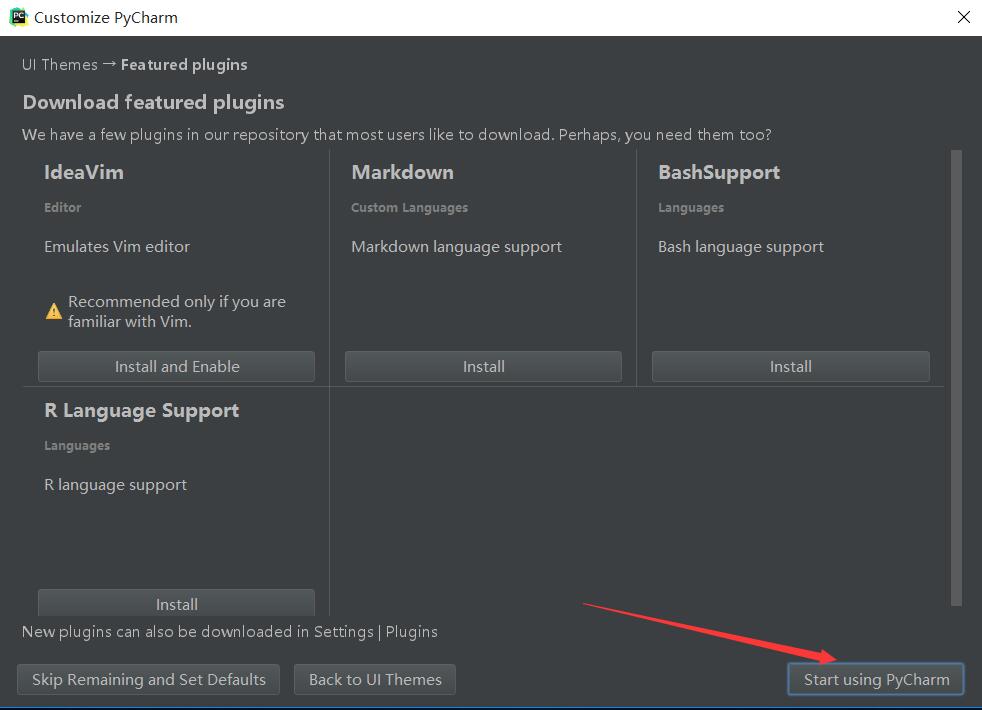 PC Customize PyCharm
UI Themes → Featured plugins
Download featured plugins
We have a few plugins in our repository that most users like to download. Perhaps, you need them too?
IdeaVim
Editor
Emulates Vim editor
Recommended only if you are
familiar with Vim.
Install and Enable
Markdown
Custom Languages
Markdown language support
Install
BashSupport
Languages
Bash language support
Install
R Language Support
Languages
R language support
Install
New plugins can also be downloaded in Settings | Plugins
Skip Remaining and Set Defaults
Back to UI Themes
Start using PyCharm